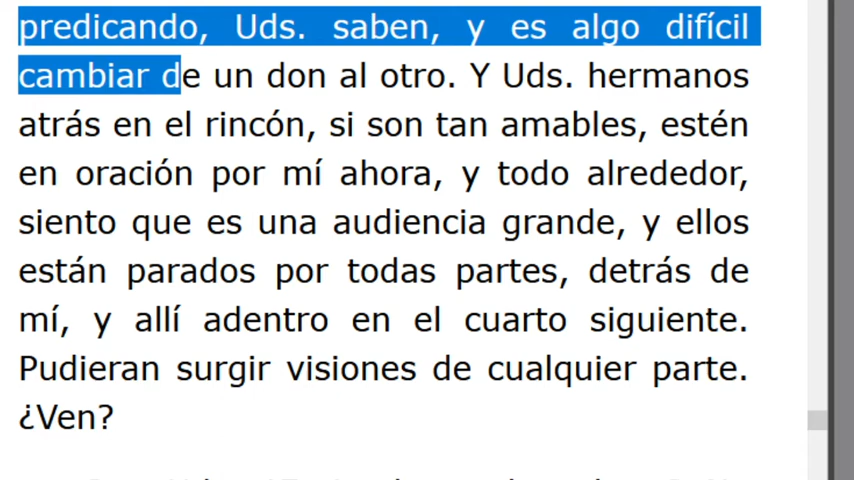 predicando, Uds. saben, y es algo difícil
cambiar de un don al otro. Y Uds. hermanos
atrás en el rincón, si son tan amables, estén
en oración por mí ahora, y todo alrededor,
siento que es una audiencia grande, y ellos
están parados por todas partes, detrás de
mí, y allí adentro en el cuarto siguiente.
Pudieran surgir visiones de cualquier parte.
¿Ven?